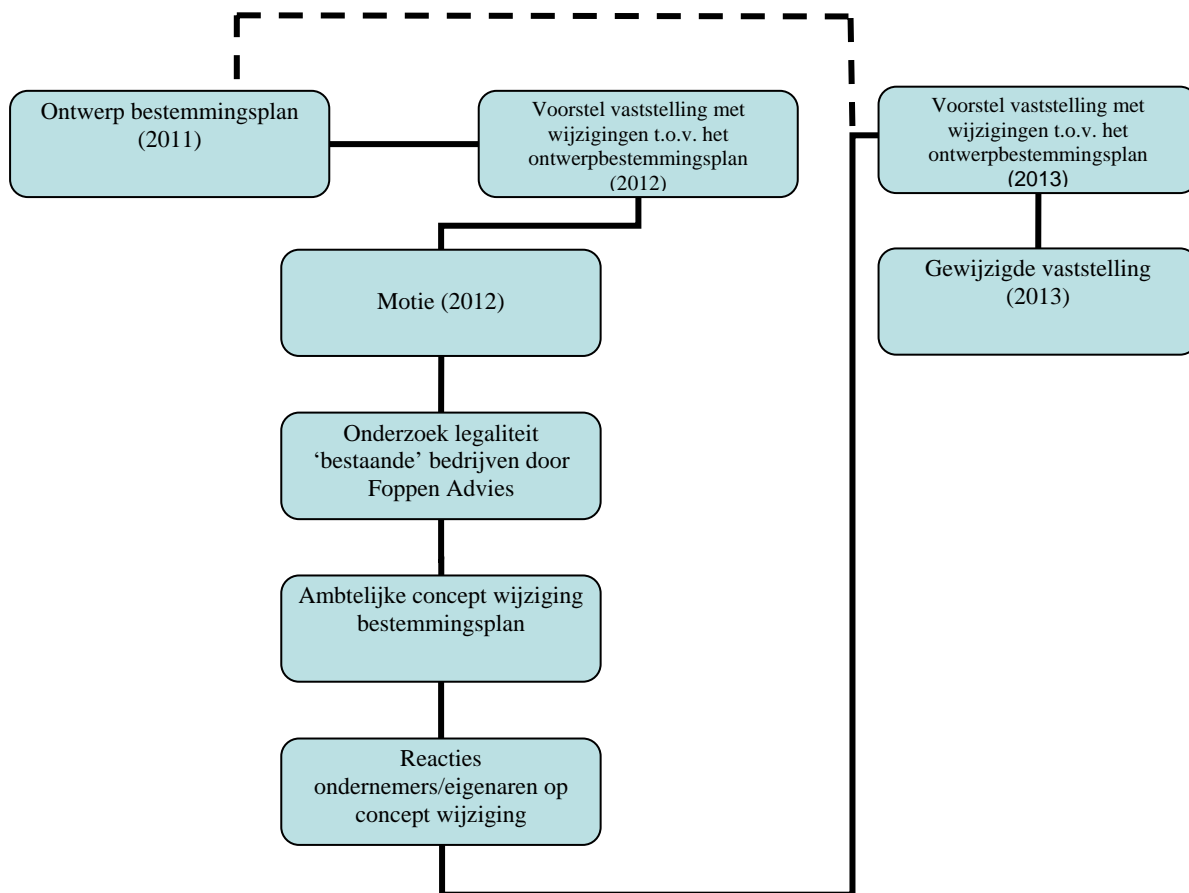 Ontwerp bestemmingsplan
(2011)
Voorstel vaststelling met
wijzigingen t.o.v. het
ontwerpbestemmingsplan
(2012)
Motie (2012)
Onderzoek legaliteit
‘bestaande’ bedrijven door
Foppen Advies
Ambtelijke concept wijziging
bestemmingsplan
Reacties
ondernemers/eigenaren op
concept wijziging
Voorstel vaststelling met
wijzigingen t.o.v. het
ontwerpbestemmingsplan
(2013)
Gewijzigde vaststelling
(2013)